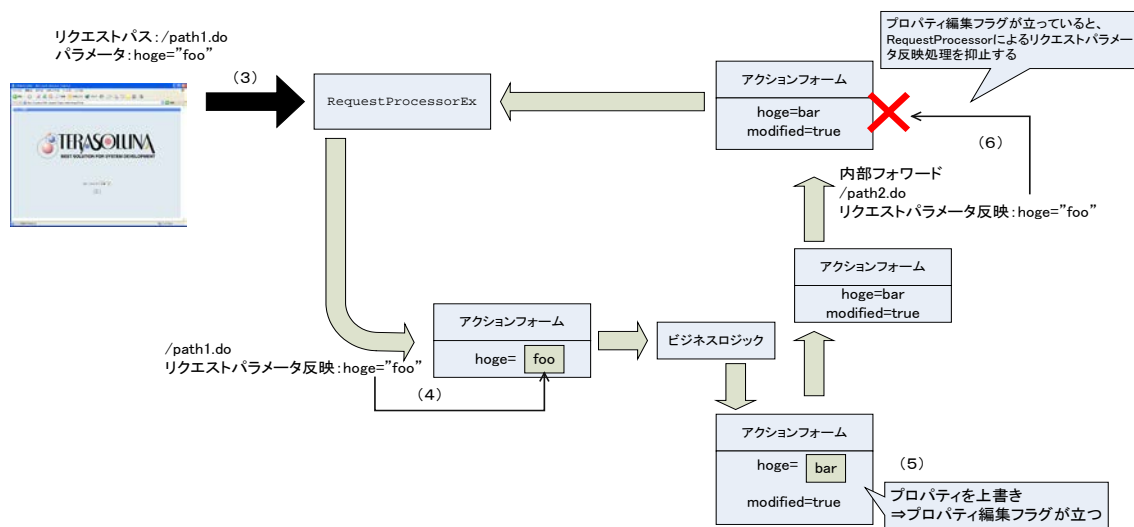 リクエストパス:/path1.do
パラメータ:hoge="foo"
(3)
RequestProcessorEx
TERASOLUNA
BEST SOLUTION FOR SYSTEM DEVELOPMENT
アクションフォーム
hoge=bar
modified=true
プロパティ編集フラグが立っていると、
RequestProcessorによるリクエストパラメー
タ反映処理を抑止する
(6)
内部フォワード
/path2.do
リクエストパラメータ反映:hoge="foo"
アクションフォーム
hoge=bar
modified=true
/path1.do
リクエストパラメータ反映:hoge="foo"
(4)
アクションフォーム
hoge= foo
ビジネスロジック
アクションフォーム
hoge= bar
modified=true
(5)
プロパティを上書き
⇒プロパティ編集フラグが立つ